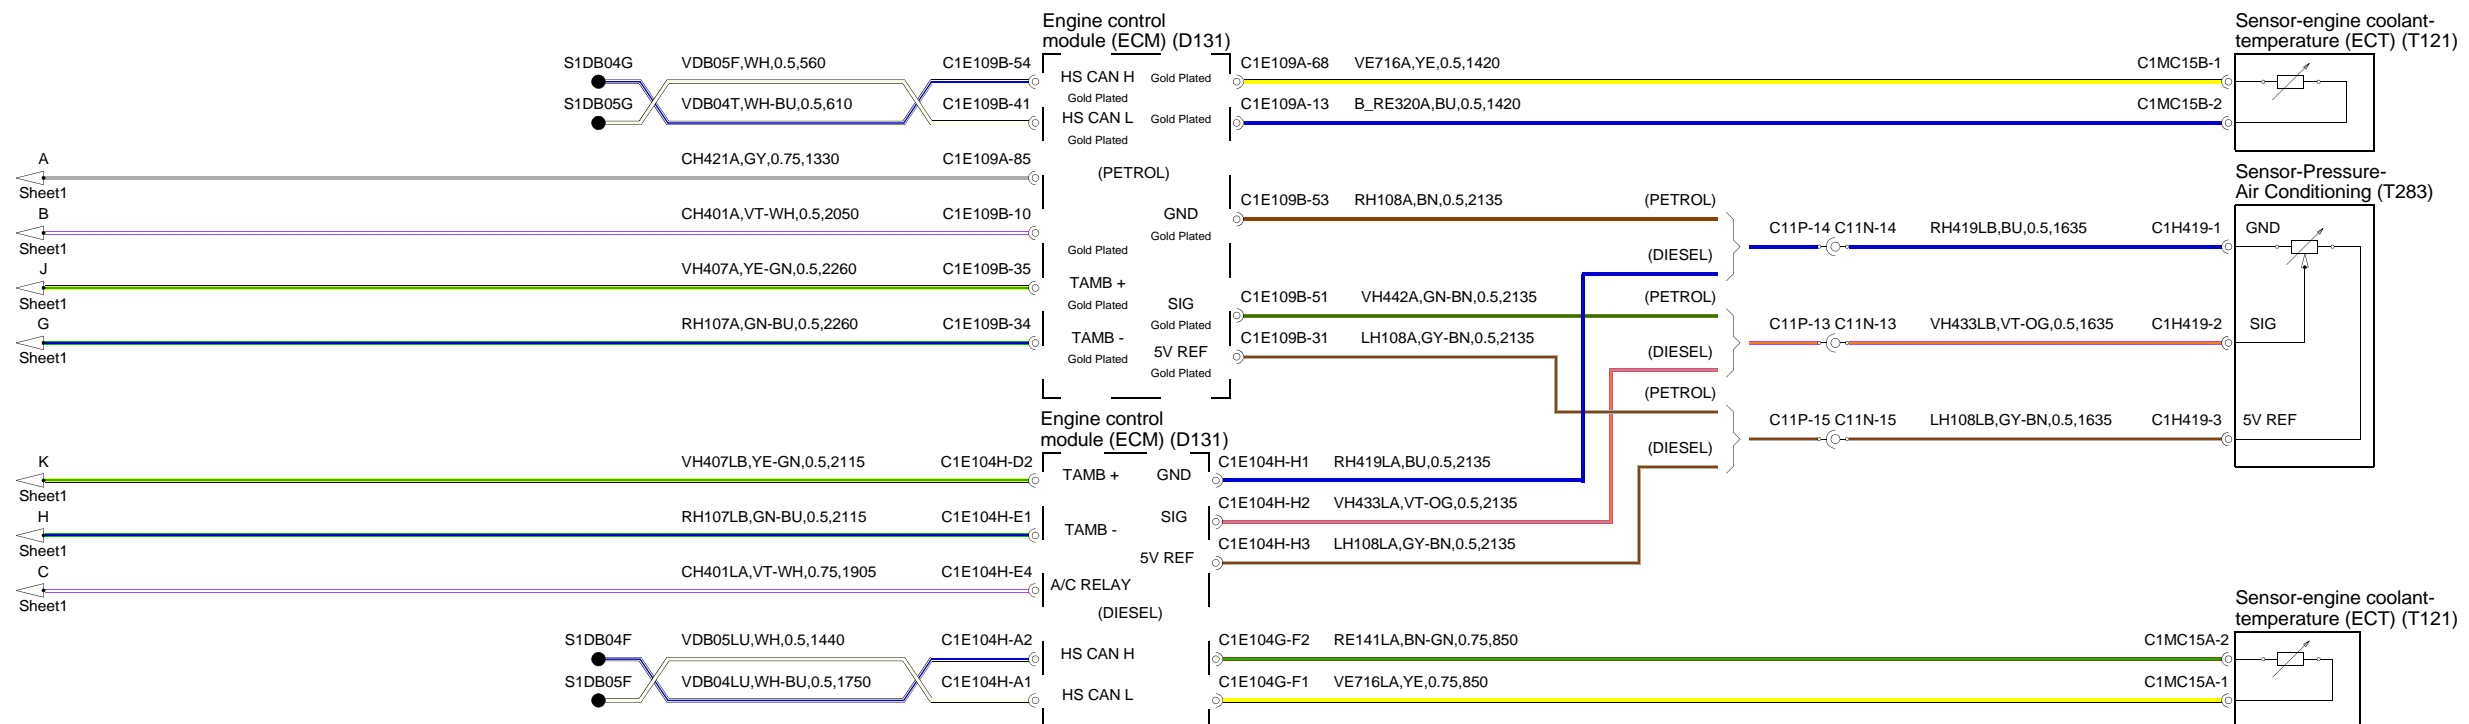 Engine control
module (ECM) (D131)
Sensor-engine coolant-
temperature (ECT) (T121)
S1DB04G VDB05F,WH,0.5,560 C1E109B-54 HS CAN H Gold Plated C1E109A-68 VE716A,YE,0.5,1420 C1MC15B-1
Gold Plated
S1DB05G VDB04T,WH-BU,0.5,610 C1E109B-41 HS CAN L Gold Plated C1E109A-13 B_RE320A,BU,0.5,1420 C1MC15B-2
Gold Plated
A CH421A,GY,0.75,1330 C1E109A-85 (PETROL)
Sheet1
Sensor-Pressure-
Air Conditioning (T283)
B CH401A,VT-WH,0.5,2050 C1E109B-10 GND C1E109B-53 RH108A,BN,0.5,2135 (PETROL)
Gold Plated
Sheet1 Gold Plated
C11P-14 C11N-14 RH419LB,BU,0.5,1635 C1H419-1 GND
(DIESEL)
J VH407A,YE-GN,0.5,2260 C1E109B-35 TAMB +
Sheet1 Gold Plated
SIG C1E109B-51 VH442A,GN-BN,0.5,2135 (PETROL)
Gold Plated
G RH107A,GN-BU,0.5,2260 C1E109B-34 TAMB - C11P-13 C11N-13 VH433LB,VT-OG,0.5,1635 C1H419-2 SIG
Sheet1 Gold Plated
5V REF C1E109B-31 LH108A,GY-BN,0.5,2135 (DIESEL)
Gold Plated
(PETROL)
Engine control
module (ECM) (D131)
C11P-15 C11N-15 LH108LB,GY-BN,0.5,1635 C1H419-3 5V REF
(DIESEL)
K VH407LB,YE-GN,0.5,2115 C1E104H-D2 TAMB + GND C1E104H-H1 RH419LA,BU,0.5,2135
Sheet1
C1E104H-H2 VH433LA,VT-OG,0.5,2135
H RH107LB,GN-BU,0.5,2115 C1E104H-E1 TAMB - SIG
Sheet1
C1E104H-H3 LH108LA,GY-BN,0.5,2135
5V REF
C CH401LA,VT-WH,0.75,1905 C1E104H-E4 A/C RELAY
Sheet1
(DIESEL)
Sensor-engine coolant-
temperature (ECT) (T121)
S1DB04F VDB05LU,WH,0.5,1440 C1E104H-A2 HS CAN H C1E104G-F2 RE141LA,BN-GN,0.75,850 C1MC15A-2
S1DB05F VDB04LU,WH-BU,0.5,1750 C1E104H-A1 HS CAN L C1E104G-F1 VE716LA,YE,0.75,850 C1MC15A-1